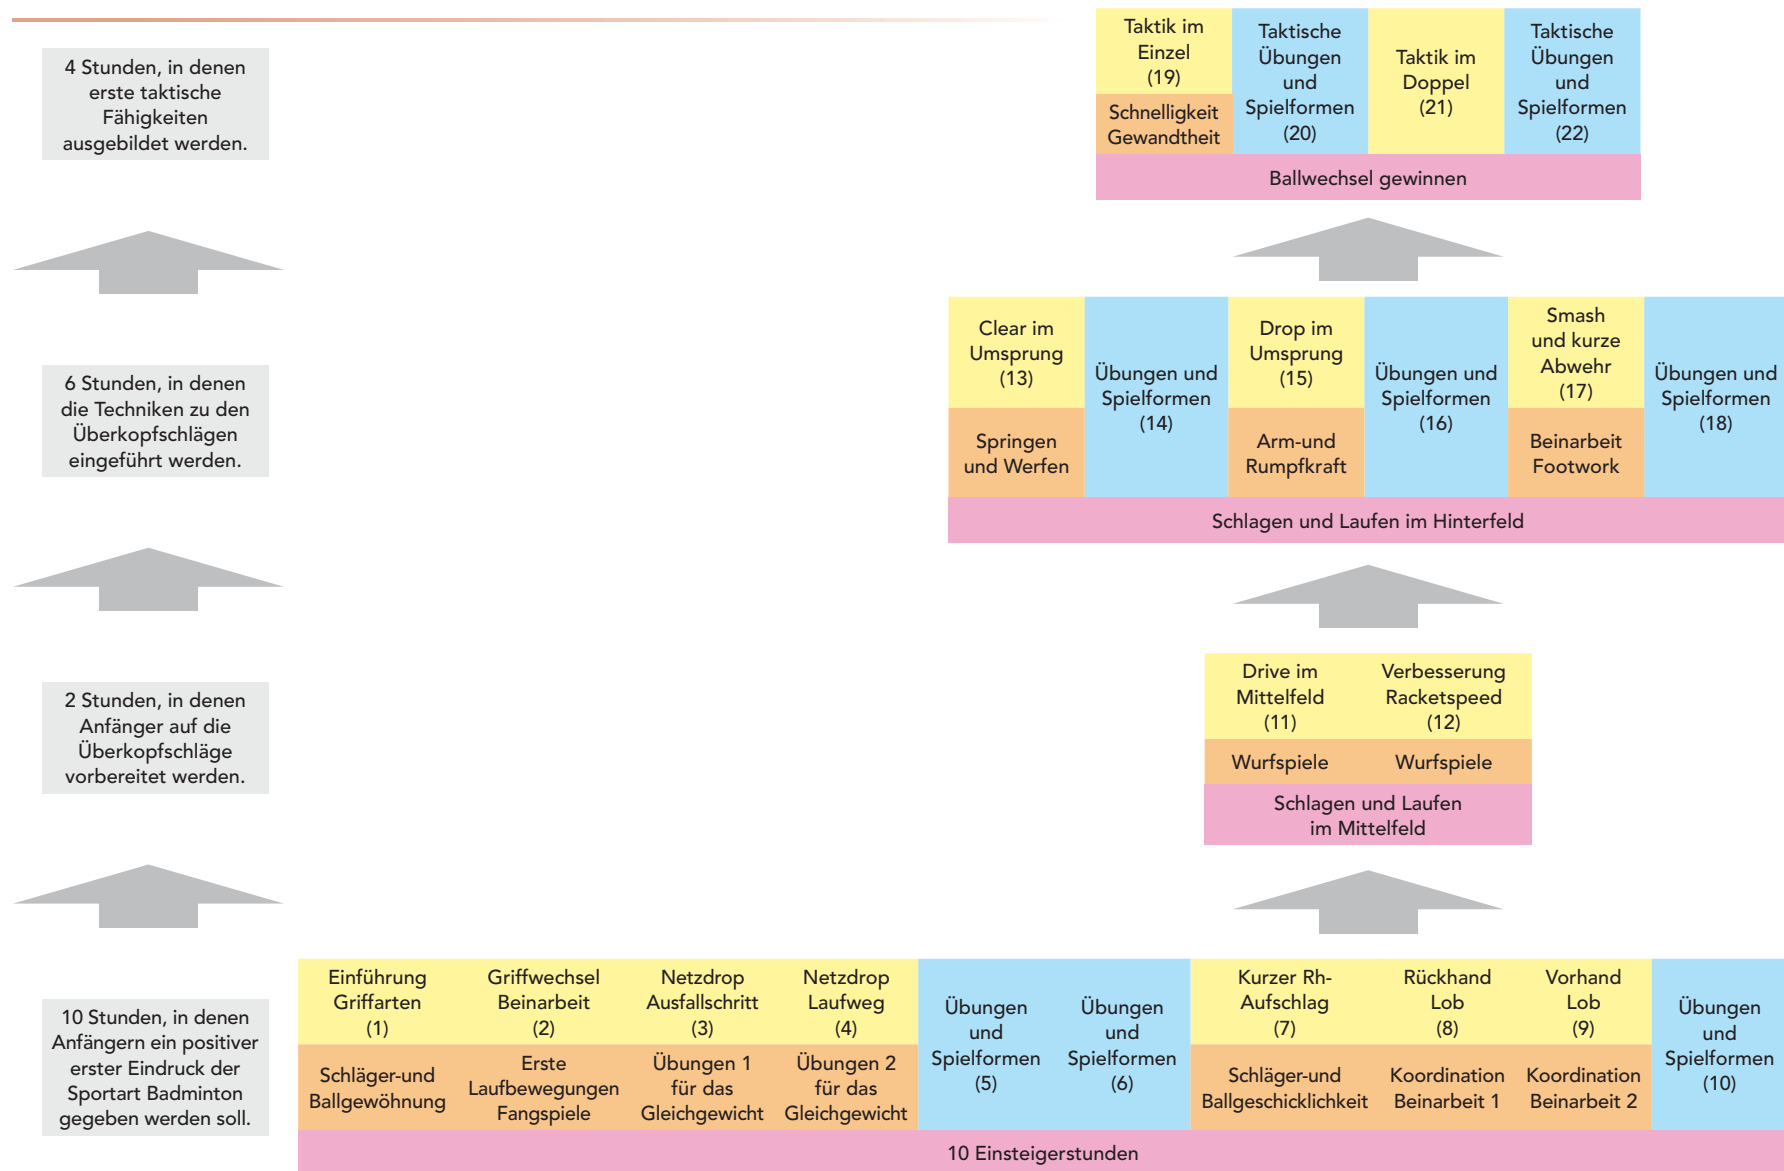 4 Stunden, in denen
erste taktische
Fähigkeiten
ausgebildet werden.
Taktik im
Einzel
(19)
Schnelligkeit
Gewandtheit
Taktische
Übungen
und
Spielformen
(20)
Taktik im
Doppel
(21)
Taktische
Übungen
und
Spielformen
(22)
Ballwechsel gewinnen
6 Stunden, in denen
die Techniken zu den
Überkopfschlägen
eingeführt werden.
Clear im
Umsprung
(13)
Springen
und Werfen
Übungen und
Spielformen
(14)
Drop im
Umsprung
(15)
Arm-und
Rumpfkraft
Übungen und
Spielformen
(16)
Smash
und kurze
Abwehr
(17)
Beinarbeit
Footwork
Übungen und
Spielformen
(18)
Schlagen und Laufen im Hinterfeld
2 Stunden, in denen
Anfänger auf die
Überkopfschläge
vorbereitet werden.
Drive im
Mittelfeld
(11)
Wurfspiele
Verbesserung
Racketspeed
(12)
Wurfspiele
Schlagen und Laufen
im Mittelfeld
10 Stunden, in denen
Anfängern ein positiver
erster Eindruck der
Sportart Badminton
gegeben werden soll.
Einführung
Griffarten
(1)
Schläger-und
Ballgewöhnung
Griffwechsel
Beinarbeit
(2)
Erste
Laufbewegungen
Fangspiele
Netzdrop
Ausfallschritt
(3)
Übungen 1
für das
Gleichgewicht
Netzdrop
Laufweg
(4)
Übungen 2
für das
Gleichgewicht
Übungen
und
Spielformen
(5)
Übungen
und
Spielformen
(6)
Kurzer Rh-
Aufschlag
(7)
Schläger-und
Ballgeschicklichkeit
Rückhand
Lob
(8)
Koordination
Beinarbeit 1
Vorhand
Lob
(9)
Koordination
Beinarbeit 2
Übungen
und
Spielformen
(10)
10 Einsteigerstunden